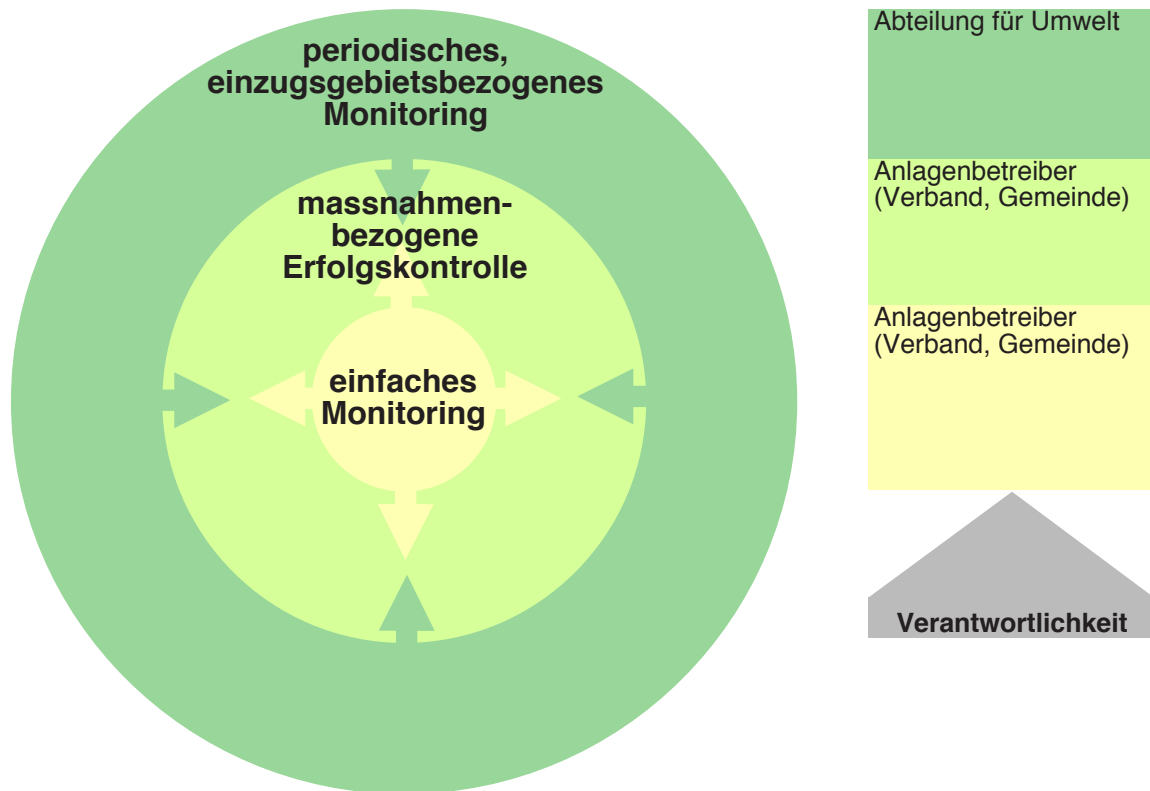 periodisches,
einzugsgebietsbezogenes
Monitoring
massnahmen-
bezogene
Erfolgskontrolle
einfaches
Monitoring
Abteilung für Umwelt
Anlagenbetreiber
(Verband, Gemeinde)
Anlagenbetreiber
(Verband, Gemeinde)
Verantwortlichkeit